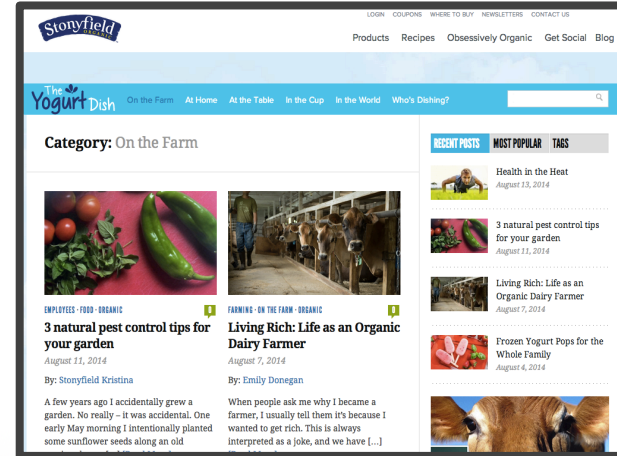 Stonyfield
ORGANIC
LOGIN COUPONS WHERE TO BUY NEWSLETTERS CONTACT US
Products Recipes Obsessively Organic Get Social Blog
The Yogurt Dish
On the Farm At Home At the Table In the Cup In the World Who's Dishing?
Category: On the Farm
EMPLOYEES · FOOD · ORGANIC
3 natural pest control tips for
your garden
August 11, 2014
By: Stonyfield Kristina
A few years ago I accidentally grew a
garden. No really – it was accidental. One
early May morning I intentionally planted
some sunflower seeds along an old
FARMING · ON THE FARM · ORGANIC
Living Rich: Life as an Organic
Dairy Farmer
August 7, 2014
By: Emily Donegan
When people ask me why I became a
farmer, I usually tell them it's because I
wanted to get rich. This is always
interpreted as a joke, and we have […]
RECENT POSTS MOST POPULAR TAGS
Health in the Heat
August 13, 2014
3 natural pest control tips
for your garden
August 11, 2014
Living Rich: Life as an
Organic Dairy Farmer
August 7, 2014
Frozen Yogurt Pops for the
Whole Family
August 4, 2014